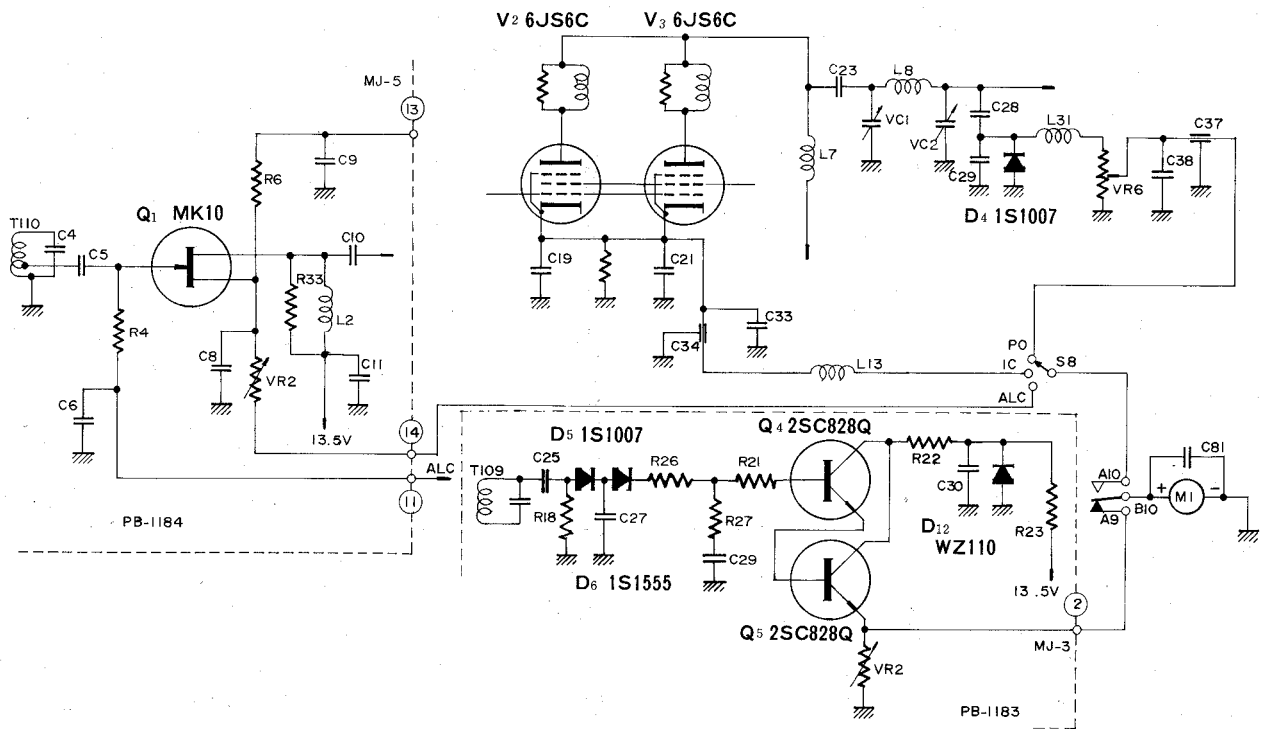 V2 6JS6C
V3 6JS6C
MJ-5
13
C9
R6
Q1 MK10
T110
C4
C5
C10
R33
L2
R4
C8
VR2
C11
C6
13.5V
14
ALC
11
PB-1184
C23
L8
VC1
VC2
C28
L31
C37
C29
VR6
C38
L7
D4 1S1007
C19
C21
C34
C33
L13
PO
IC
S8
ALC
D5 1S1007
Q4 2SC828Q
T109
C25
R26
R21
R22
R18
C27
R27
C30
C29
D12
WZ110
R23
D6 1S1555
13.5V
Q5 2SC828Q
2
MJ-3
VR2
PB-1183
C81
A10
+
M1
-
B10
A9